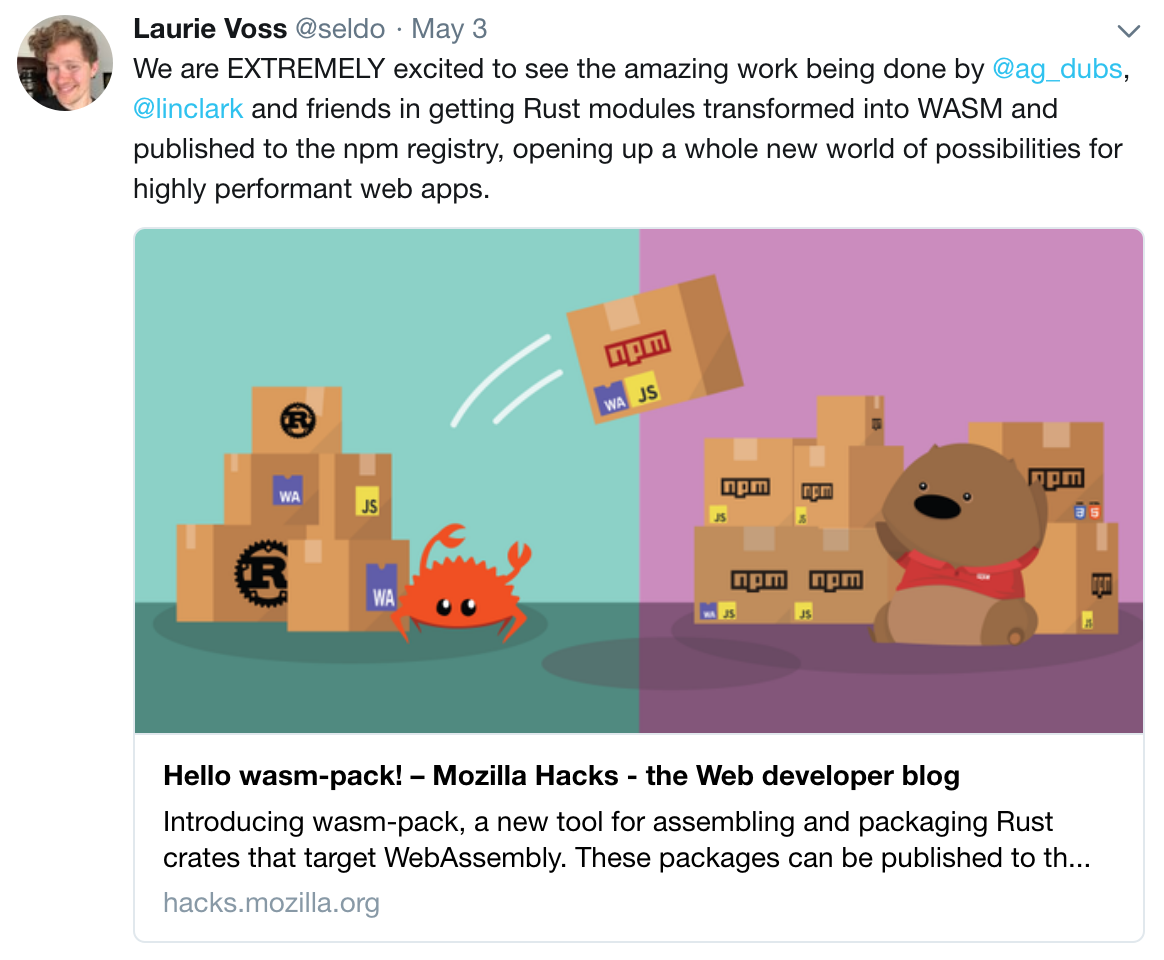 Laurie Voss @seldo · May 3
We are EXTREMELY excited to see the amazing work being done by @ag_dubs,
@linclark and friends in getting Rust modules transformed into WASM and
published to the npm registry, opening up a whole new world of possibilities for
highly performant web apps.
npm
WA JS
R
WA JS
R WA
npm npm npm
JS JS 3 5
npm npm npm
WA JS JS JS
Hello wasm-pack! – Mozilla Hacks - the Web developer blog
Introducing wasm-pack, a new tool for assembling and packaging Rust
crates that target WebAssembly. These packages can be published to th...
hacks.mozilla.org